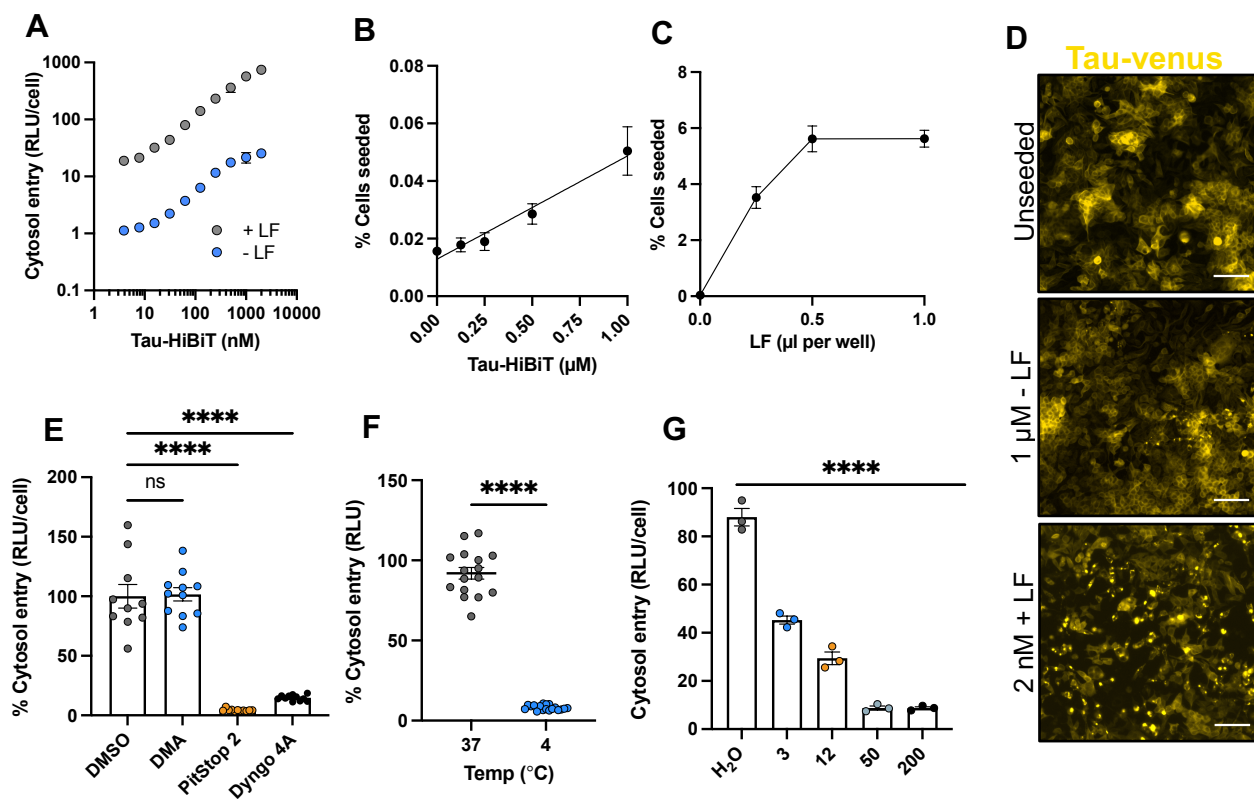 A
Cytosol entry (RLU/cell)
1000
100
10
1
0.1
+ LF
- LF
1
10
100
1000
10000
Tau-HiBiT (nM)
B
% Cells seeded
0.08
0.06
0.04
0.02
0.00
0.00
0.25
0.50
0.75
1.00
Tau-HiBiT (µM)
C
% Cells seeded
8
6
4
2
0
0.0
0.5
1.0
LF (µl per well)
D
Tau-venus
Unseeded
1 µM - LF
2 nM + LF
E
% Cytosol entry (RLU/cell)
200
150
100
50
0
****
****
ns
DMSO
DMA
PitStop 2
Dyngo 4A
F
% Cytosol entry (RLU)
150
100
50
0
****
37
4
Temp (°C)
G
Cytosol entry (RLU/cell)
100
80
60
40
20
0
****
H₂O
3
12
50
200